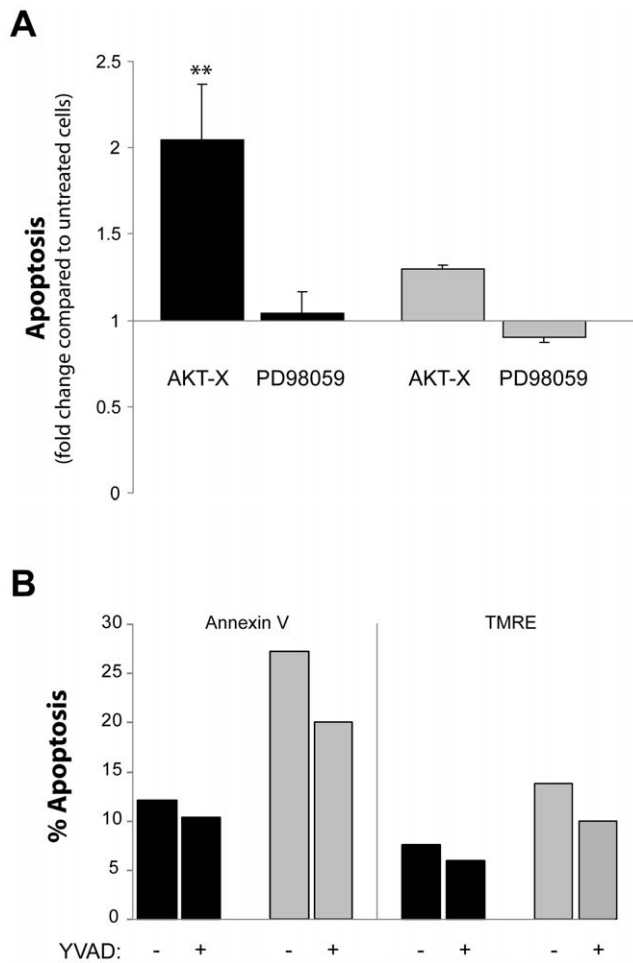 A
Apoptosis
(fold change compared to untreated cells)
2.5
2
1.5
1
0.5
0
**
AKT-X PD98059 AKT-X PD98059
B
% Apoptosis
30
25
20
15
10
5
0
Annexin V TMRE
YVAD: - + - + - + - +